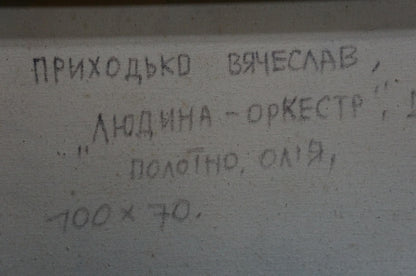 ПРИХОДЬКО ВЯЧЕСЛАВ,
"ЛЮДИНА - ОРКЕСТР",
ПОЛОТНО, ОЛІЯ,
100 × 70.